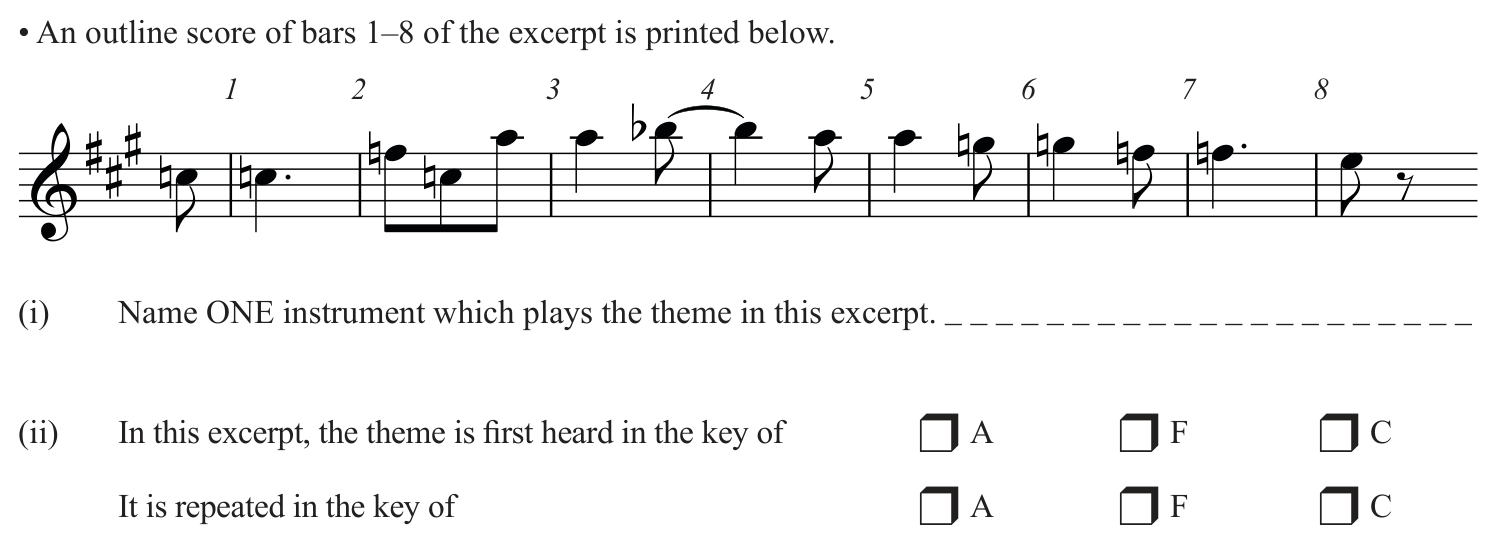 • An outline score of bars 1–8 of the excerpt is printed below.
1 2 3 4 5 6 7 8
(i) Name ONE instrument which plays the theme in this excerpt. _ _ _ _ _ _ _ _ _ _ _ _ _ _ _ _ _ _ _ _ _
(ii) In this excerpt, the theme is first heard in the key of A F C
It is repeated in the key of A F C